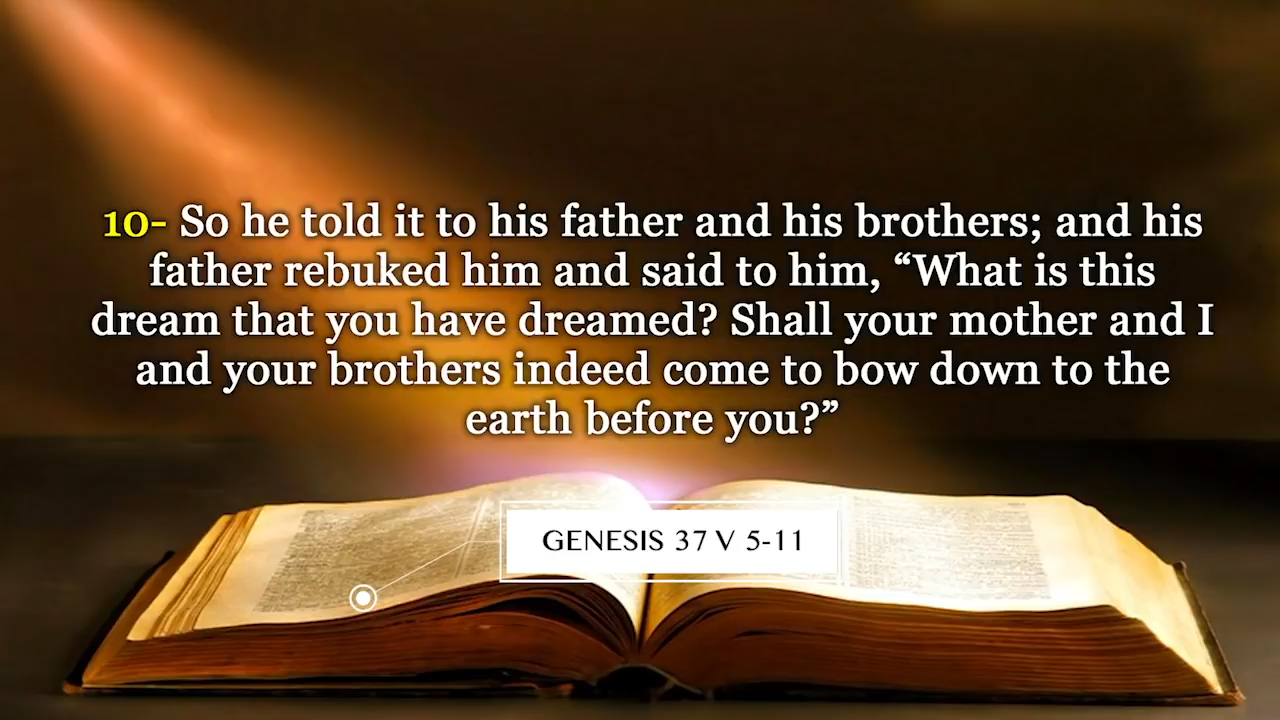 10- So he told it to his father and his brothers; and his
father rebuked him and said to him, “What is this
dream that you have dreamed? Shall your mother and I
and your brothers indeed come to bow down to the
earth before you?”
GENESIS 37 V 5-11